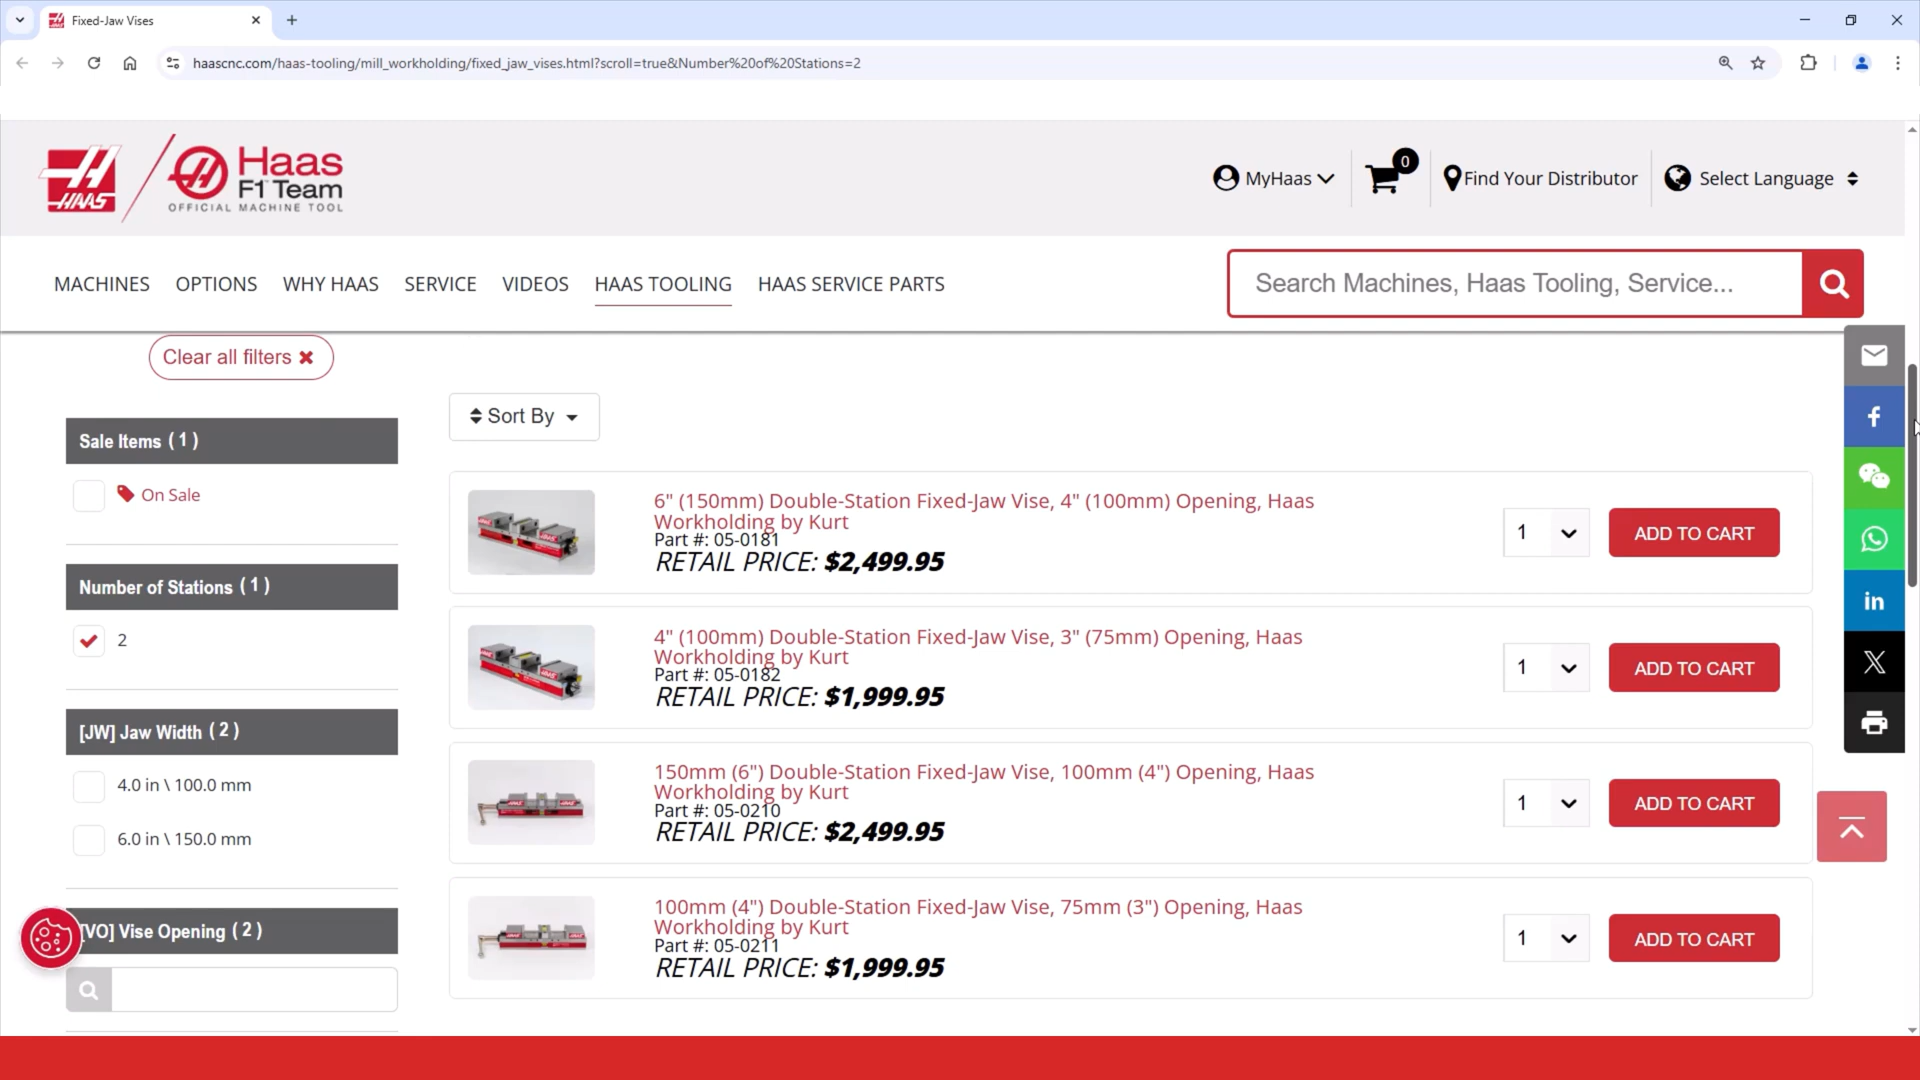 Fixed-Jaw Vises
haascnc.com/haas-tooling/mill_workholding/fixed_jaw_vises.html?scroll=true&Number%20of%20Stations=2
HAAS
Haas
F1 Team
OFFICIAL MACHINE TOOL
MyHaas
0
Find Your Distributor
Select Language
MACHINES
OPTIONS
WHY HAAS
SERVICE
VIDEOS
HAAS TOOLING
HAAS SERVICE PARTS
Search Machines, Haas Tooling, Service...
Clear all filters
Sort By
Sale Items (1)
On Sale
Number of Stations (1)
2
[JW] Jaw Width (2)
4.0 in \ 100.0 mm
6.0 in \ 150.0 mm
[VO] Vise Opening (2)
6" (150mm) Double-Station Fixed-Jaw Vise, 4" (100mm) Opening, Haas
Workholding by Kurt
Part #: 05-0181
RETAIL PRICE: $2,499.95
1
ADD TO CART
4" (100mm) Double-Station Fixed-Jaw Vise, 3" (75mm) Opening, Haas
Workholding by Kurt
Part #: 05-0182
RETAIL PRICE: $1,999.95
1
ADD TO CART
150mm (6") Double-Station Fixed-Jaw Vise, 100mm (4") Opening, Haas
Workholding by Kurt
Part #: 05-0210
RETAIL PRICE: $2,499.95
1
ADD TO CART
100mm (4") Double-Station Fixed-Jaw Vise, 75mm (3") Opening, Haas
Workholding by Kurt
Part #: 05-0211
RETAIL PRICE: $1,999.95
1
ADD TO CART